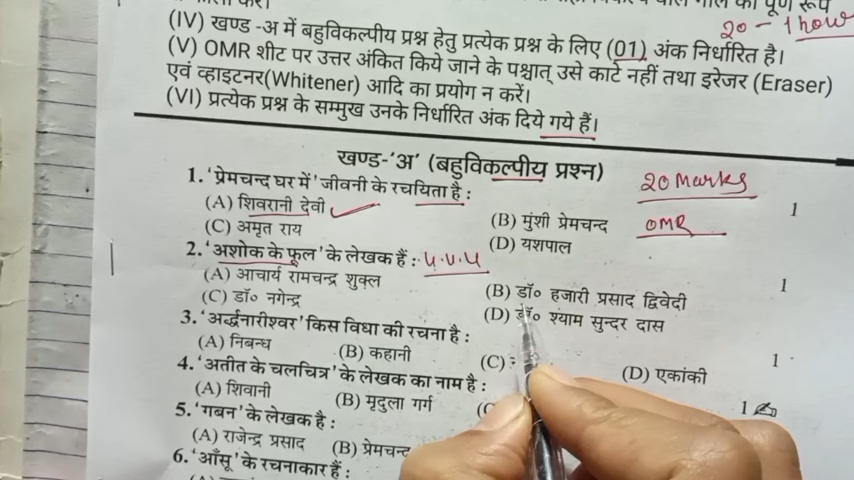 20 - 1 hour
(IV) खण्ड -अ में बहुविकल्पीय प्रश्न हेतु प्रत्येक प्रश्न के लिए (01) अंक निर्धारित है।
(V) OMR शीट पर उत्तर अंकित किये जाने के पश्चात् उसे काटे नहीं तथा इरेजर (Eraser)
एवं व्हाइटनर(Whitener) आदि का प्रयोग न करें।
(VI) प्रत्येक प्रश्न के सम्मुख उनके निर्धारित अंक दिये गये हैं।
खण्ड-'अ' (बहुविकल्पीय प्रश्न)
20 Marks
1. 'प्रेमचन्द घर में' जीवनी के रचयिता है : 1
(A) शिवरानी देवी (B) मुंशी प्रेमचन्द OMR
(C) अमृत राय (D) यशपाल
2. 'अशोक के फूल' के लेखक हैं : 1
(A) आचार्य रामचन्द्र शुक्ल (B) डॉ० हजारी प्रसाद द्विवेदी
(C) डॉ० नगेन्द्र (D) डॉ० श्याम सुन्दर दास
3. 'अर्द्धनारीश्वर' किस विधा की रचना है : 1
(A) निबन्ध (B) कहानी (C) (D) एकांकी
4. 'अतीत के चलचित्र' के लेखक का नाम है : 1
(A) शिवानी (B) मृदुला गर्ग
5. 'गबन' के लेखक है :
(A) राजेन्द्र प्रसाद (B) प्रेमचन्द
6. 'आँसू' के रचनाकार हैं :